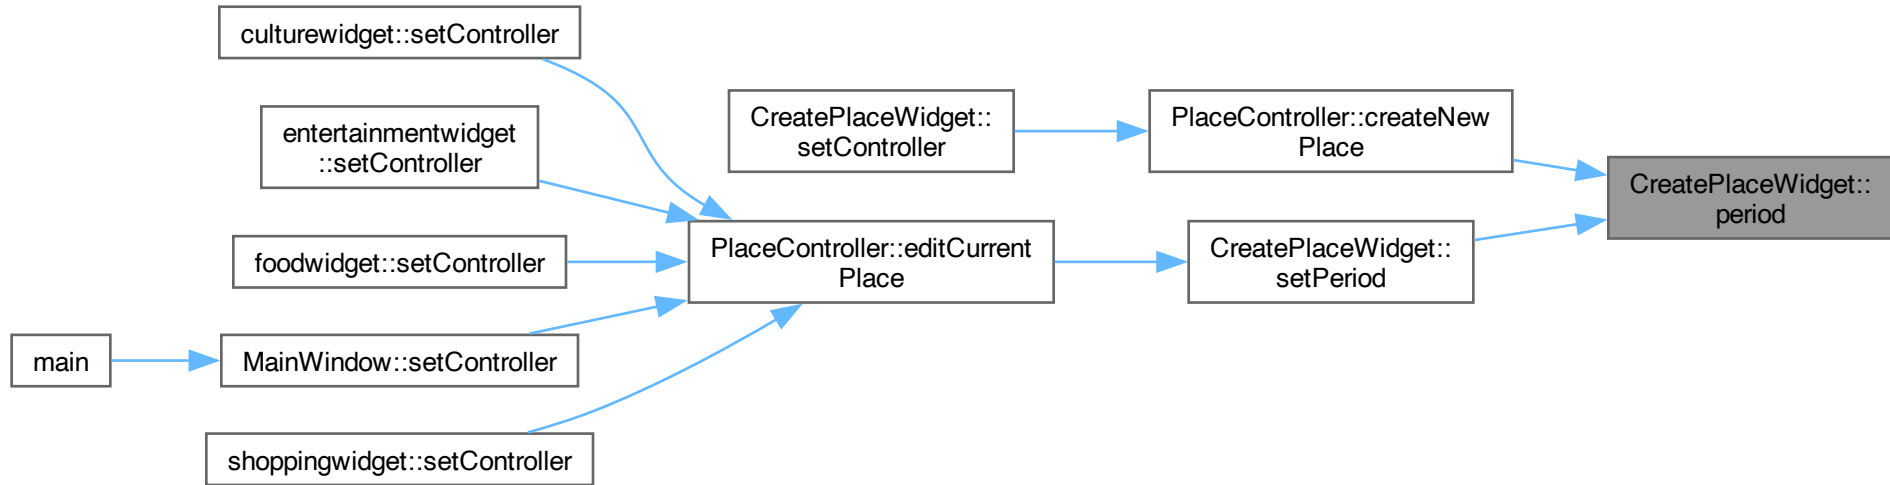 culturewidget::setController
entertainmentwidget
::setController
foodwidget::setController
main
MainWindow::setController
shoppingwidget::setController
CreatePlaceWidget::
setController
PlaceController::editCurrent
Place
PlaceController::createNew
Place
CreatePlaceWidget::
setPeriod
CreatePlaceWidget::
period